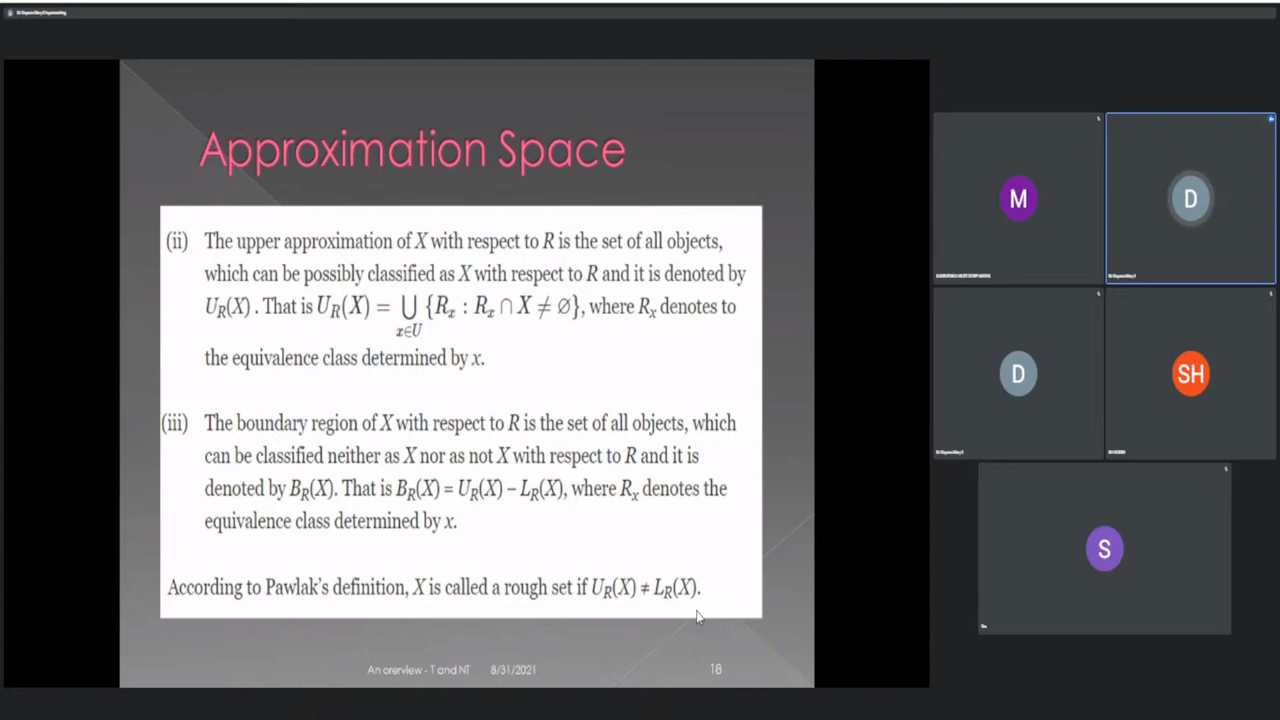 Approximation Space
(ii) The upper approximation of X with respect to R is the set of all objects,
which can be possibly classified as X with respect to R and it is denoted by
U_R(X) . That is U_R(X) = ⋃ {R_x : R_x ∩ X ≠ ∅}, where R_x denotes to
x∈U
the equivalence class determined by x.
(iii) The boundary region of X with respect to R is the set of all objects, which
can be classified neither as X nor as not X with respect to R and it is
denoted by B_R(X). That is B_R(X) = U_R(X) – L_R(X), where R_x denotes the
equivalence class determined by x.
According to Pawlak's definition, X is called a rough set if U_R(X) ≠ L_R(X).
An orerview - T and NT 8/31/2021 18
M
D
D
SH
S